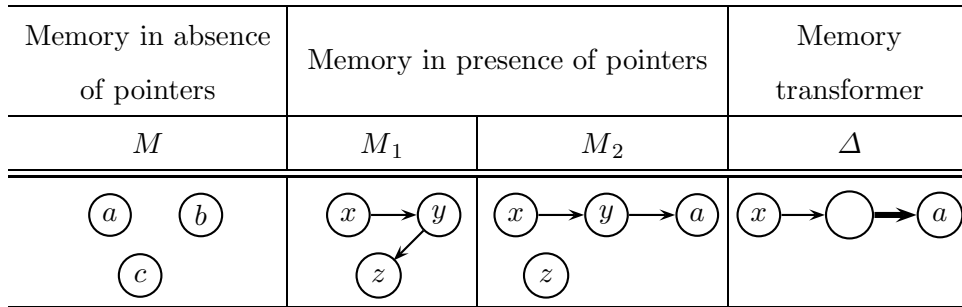 Memory in absence
of pointers
Memory in presence of pointers
Memory
transformer
M
M₁
M₂
Δ
a b
c
x y
z
x y a
z
x a